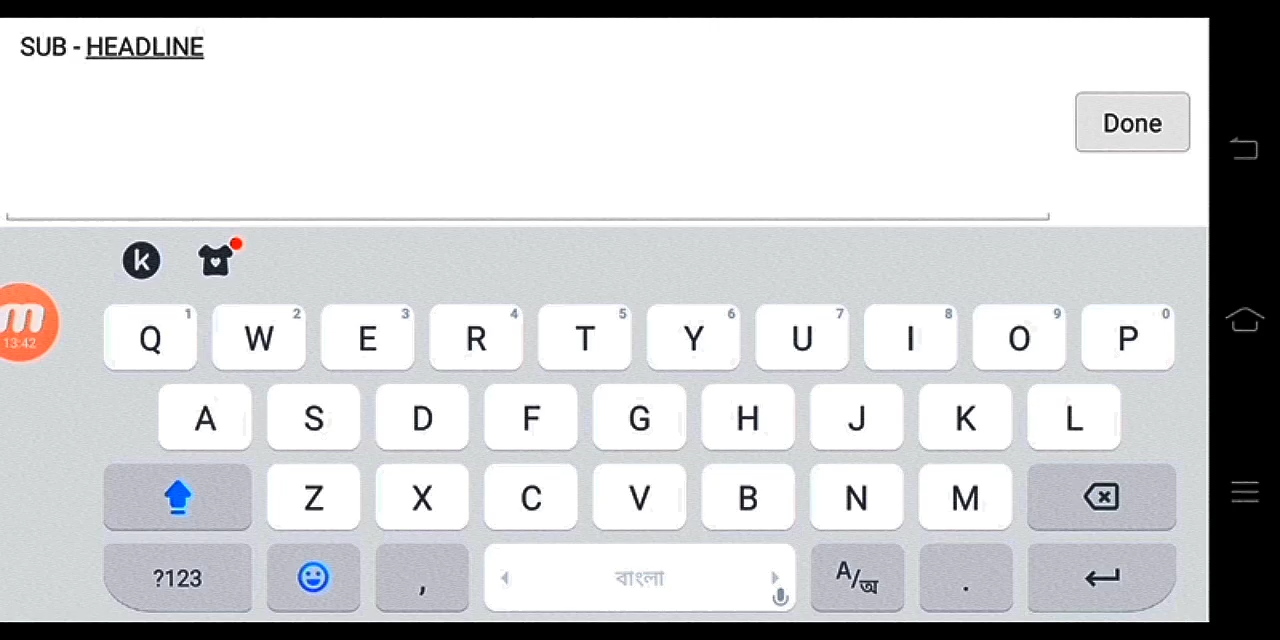 SUB - HEADLINE
Done
k
m
13:42
Q 1 W 2 E 3 R 4 T 5 Y 6 U 7 I 8 O 9 P 0
A S D F G H J K L
Z X C V B N M
?123 , বাংলা A/অ .